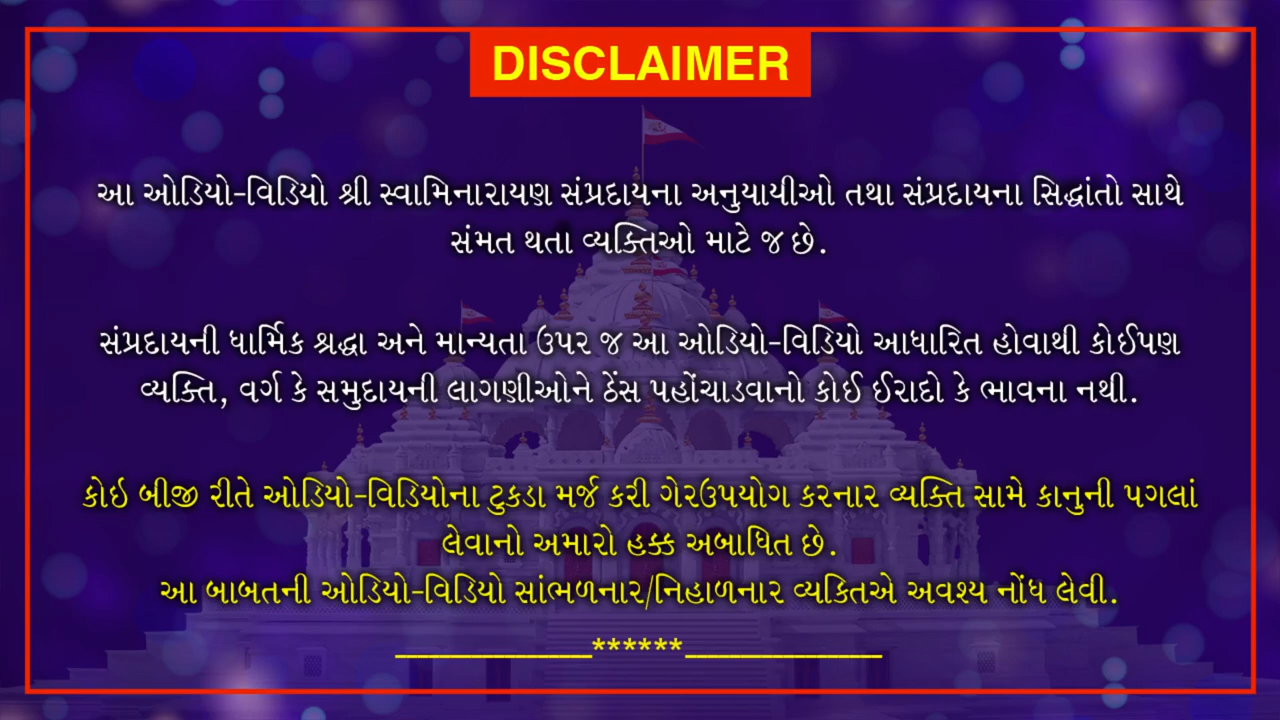 DISCLAIMER
આ ઓડિયો-વિડિયો શ્રી સ્વામિનારાયણ સંપ્રદાયના અનુયાયીઓ તથા સંપ્રદાયના સિદ્ધાંતો સાથે
સંમત થતા વ્યક્તિઓ માટે જ છે.
સંપ્રદાયની ધાર્મિક શ્રદ્ધા અને માન્યતા ઉપર જ આ ઓડિયો-વિડિયો આધારિત હોવાથી કોઈપણ
વ્યક્તિ, વર્ગ કે સમુદાયની લાગણીઓને ઠેંસ પહોંચાડવાનો કોઈ ઈરાદો કે ભાવના નથી.
કોઇ બીજી રીતે ઓડિયો-વિડિયોના ટુકડા મર્જ કરી ગેરઉપયોગ કરનાર વ્યક્તિ સામે કાનુની પગલાં
લેવાનો અમારો હક્ક અબાધિત છે.
આ બાબતની ઓડિયો-વિડિયો સાંભળનાર/નિહાળનાર વ્યકિતએ અવશ્ય નોંધ લેવી.
______________******______________